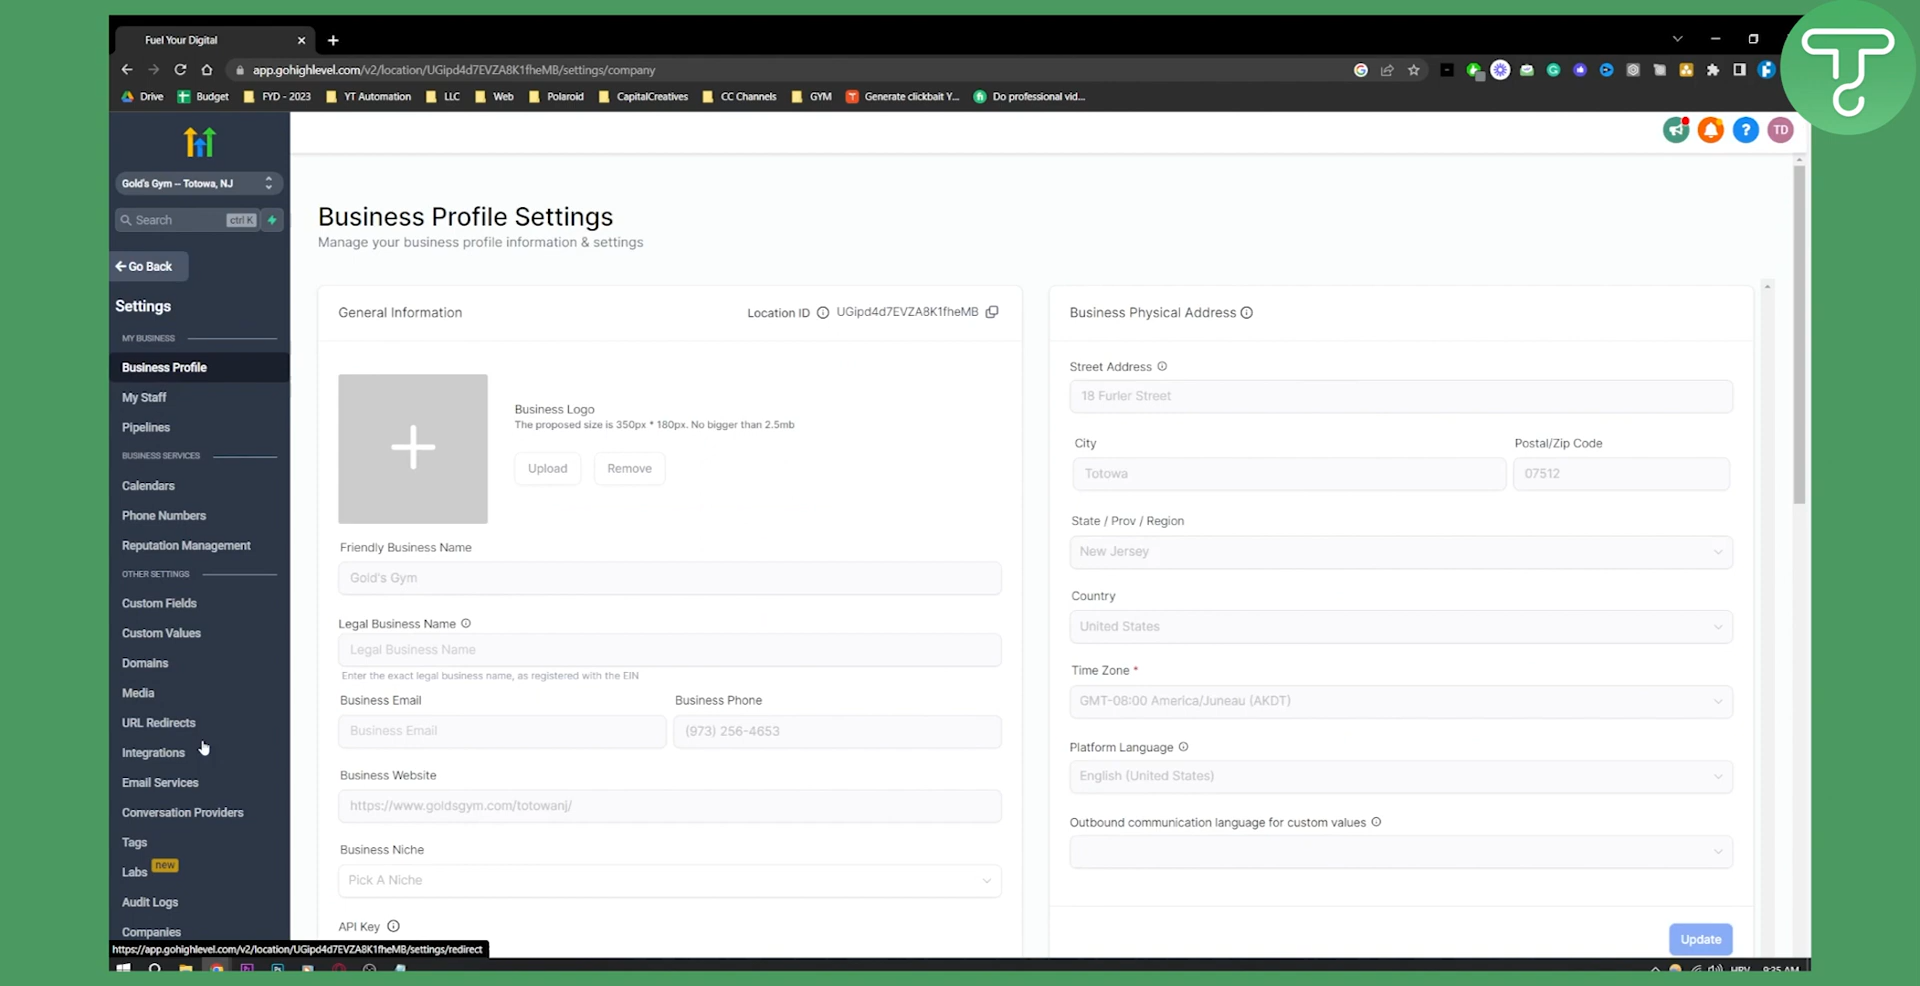 Fuel Your Digital
app.gohighlevel.com/v2/location/UGipd4d7EVZA8K1fheMB/settings/company
Drive Budget FYD - 2023 YT Automation LLC Web Polaroid CapitalCreatives CC Channels GYM Generate clickbait Y... Do professional vid...
TD
Gold's Gym – Totowa, NJ
Search ctrl K
Go Back
Settings
MY BUSINESS
Business Profile
My Staff
Pipelines
BUSINESS SERVICES
Calendars
Phone Numbers
Reputation Management
OTHER SETTINGS
Custom Fields
Custom Values
Domains
Media
URL Redirects
Integrations
Email Services
Conversation Providers
Tags
Labs new
Audit Logs
Companies
https://app.gohighlevel.com/v2/location/UGipd4d7EVZA8K1fheMB/settings/redirect
Business Profile Settings
Manage your business profile information & settings
General Information
Location ID UGipd4d7EVZA8K1fheMB
Business Logo
The proposed size is 350px * 180px. No bigger than 2.5mb
Upload Remove
Friendly Business Name
Gold's Gym
Legal Business Name
Legal Business Name
Enter the exact legal business name, as registered with the EIN
Business Email Business Phone
Business Email (973) 256-4653
Business Website
https://www.goldsgym.com/totowanj/
Business Niche
Pick A Niche
API Key
Business Physical Address
Street Address
18 Furler Street
City Postal/Zip Code
Totowa 07512
State / Prov / Region
New Jersey
Country
United States
Time Zone *
GMT-08:00 America/Juneau (AKDT)
Platform Language
English (United States)
Outbound communication language for custom values
Update
HRV 9:35 AM